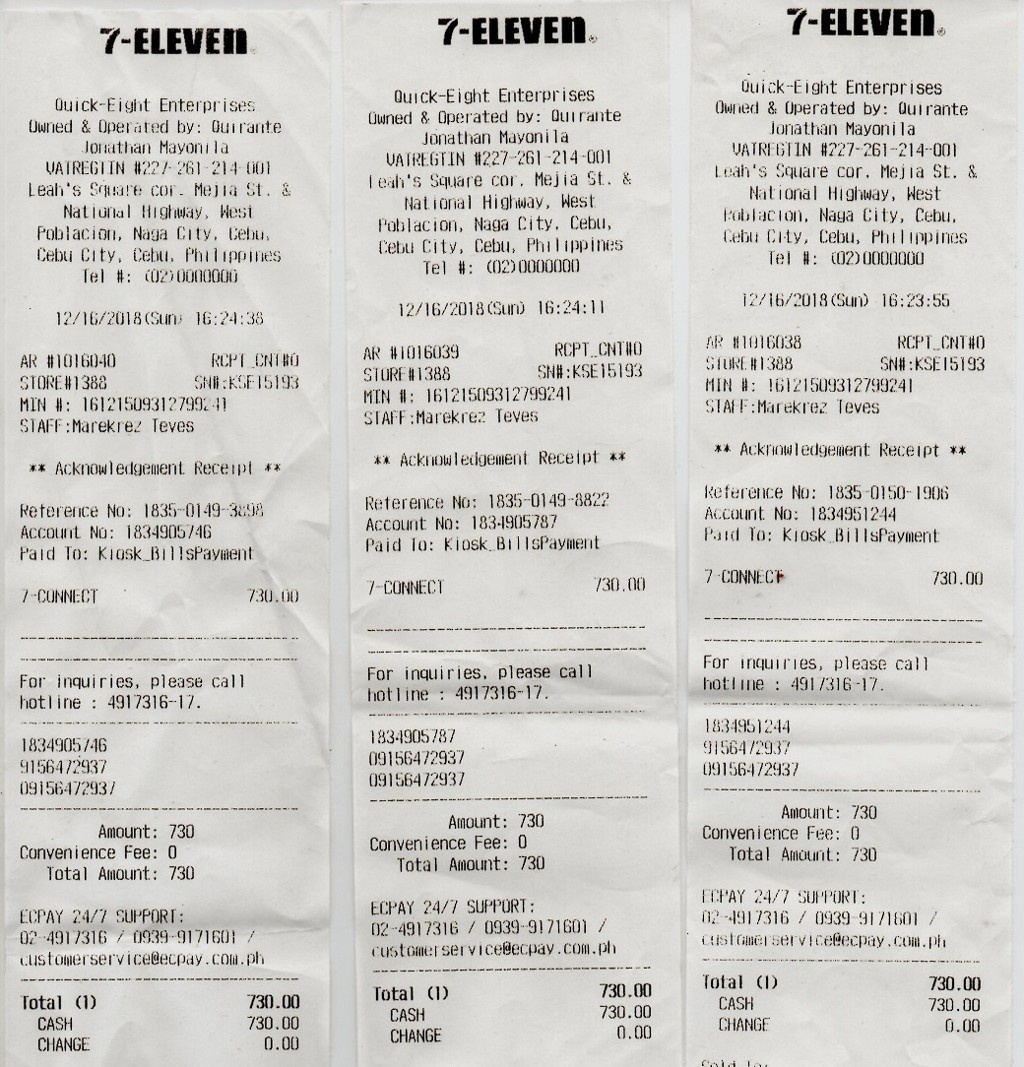 7-ELEVEN
Quick-Eight Enterprises
Owned & Operated by: Quirante
Jonathan Mayonila
VATREGTIN #227-261-214-001
Leah's Square cor. Mejia St. &
National Highway, West
Poblacion, Naga City, Cebu,
Cebu City, Cebu, Philippines
Tel #: (02)0000000
12/16/2018(Sun) 16:24:38
AR #1016040 RCPT_CNT#0
STORE#1388 SN#:KSE15193
MIN #: 16121509312799241
STAFF:Marekrez Teves
** Acknowledgement Receipt **
Reference No: 1835-0149-3898
Account No: 1834905746
Paid To: Kiosk_BillsPayment
7-CONNECT 730.00
For inquiries, please call
hotline : 4917316-17.
1834905746
9156472937
09156472937
Amount: 730
Convenience Fee: 0
Total Amount: 730
ECPAY 24/7 SUPPORT:
02-4917316 / 0939-9171601 /
customerservice@ecpay.com.ph
Total (1) 730.00
CASH 730.00
CHANGE 0.00
7-ELEVEN
Quick-Eight Enterprises
Owned & Operated by: Quirante
Jonathan Mayonila
VATREGTIN #227-261-214-001
Leah's Square cor. Mejia St. &
National Highway, West
Poblacion, Naga City, Cebu,
Cebu City, Cebu, Philippines
Tel #: (02)0000000
12/16/2018(Sun) 16:24:11
AR #1016039 RCPT_CNT#0
STORE#1388 SN#:KSE15193
MIN #: 16121509312799241
STAFF:Marekrez Teves
** Acknowledgement Receipt **
Reference No: 1835-0149-8822
Account No: 1834905787
Paid To: Kiosk_BillsPayment
7-CONNECT 730.00
For inquiries, please call
hotline : 4917316-17.
1834905787
09156472937
09156472937
Amount: 730
Convenience Fee: 0
Total Amount: 730
ECPAY 24/7 SUPPORT:
02-4917316 / 0939-9171601 /
customerservice@ecpay.com.ph
Total (1) 730.00
CASH 730.00
CHANGE 0.00
7-ELEVEN
Quick-Eight Enterprises
Owned & Operated by: Quirante
Jonathan Mayonila
VATREGTIN #227-261-214-001
Leah's Square cor. Mejia St. &
National Highway, West
Poblacion, Naga City, Cebu,
Cebu City, Cebu, Philippines
Tel #: (02)0000000
12/16/2018(Sun) 16:23:55
AR #1016038 RCPT_CNT#0
STORE#1388 SN#:KSE15193
MIN #: 16121509312799241
STAFF:Marekrez Teves
** Acknowledgement Receipt **
Reference No: 1835-0150-1906
Account No: 1834951244
Paid To: Kiosk_BillsPayment
7-CONNECT 730.00
For inquiries, please call
hotline : 4917316-17.
1834951244
9156472937
09156472937
Amount: 730
Convenience Fee: 0
Total Amount: 730
ECPAY 24/7 SUPPORT:
02-4917316 / 0939-9171601 /
customerservice@ecpay.com.ph
Total (1) 730.00
CASH 730.00
CHANGE 0.00